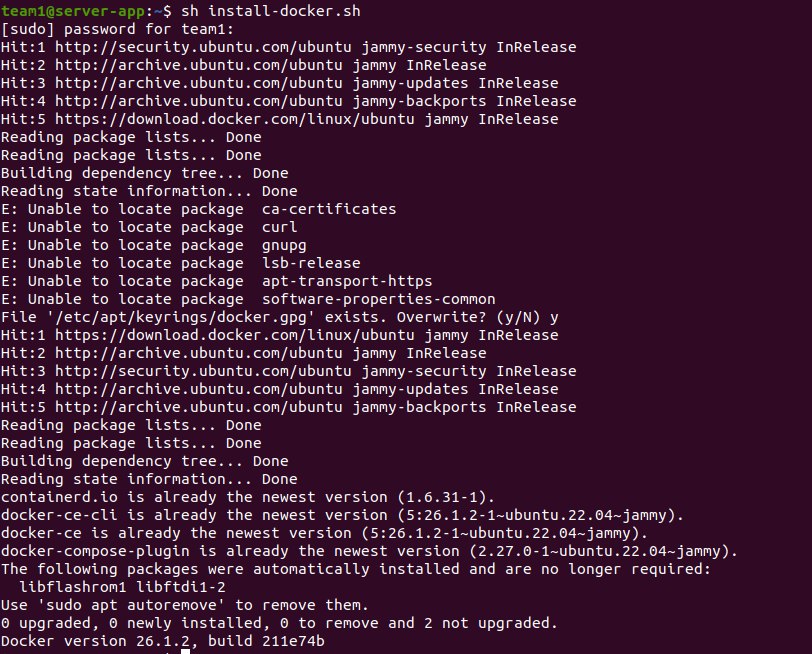 team1@server-app:~$ sh install-docker.sh
[sudo] password for team1:
Hit:1 http://security.ubuntu.com/ubuntu jammy-security InRelease
Hit:2 http://archive.ubuntu.com/ubuntu jammy InRelease
Hit:3 http://archive.ubuntu.com/ubuntu jammy-updates InRelease
Hit:4 http://archive.ubuntu.com/ubuntu jammy-backports InRelease
Hit:5 https://download.docker.com/linux/ubuntu jammy InRelease
Reading package lists... Done
Reading package lists... Done
Building dependency tree... Done
Reading state information... Done
E: Unable to locate package  ca-certificates
E: Unable to locate package  curl
E: Unable to locate package  gnupg
E: Unable to locate package  lsb-release
E: Unable to locate package  apt-transport-https
E: Unable to locate package  software-properties-common
File '/etc/apt/keyrings/docker.gpg' exists. Overwrite? (y/N) y
Hit:1 https://download.docker.com/linux/ubuntu jammy InRelease
Hit:2 http://archive.ubuntu.com/ubuntu jammy InRelease
Hit:3 http://security.ubuntu.com/ubuntu jammy-security InRelease
Hit:4 http://archive.ubuntu.com/ubuntu jammy-updates InRelease
Hit:5 http://archive.ubuntu.com/ubuntu jammy-backports InRelease
Reading package lists... Done
Reading package lists... Done
Building dependency tree... Done
Reading state information... Done
containerd.io is already the newest version (1.6.31-1).
docker-ce-cli is already the newest version (5:26.1.2-1~ubuntu.22.04~jammy).
docker-ce is already the newest version (5:26.1.2-1~ubuntu.22.04~jammy).
docker-compose-plugin is already the newest version (2.27.0-1~ubuntu.22.04~jammy).
The following packages were automatically installed and are no longer required:
  libflashrom1 libftdi1-2
Use 'sudo apt autoremove' to remove them.
0 upgraded, 0 newly installed, 0 to remove and 2 not upgraded.
Docker version 26.1.2, build 211e74b